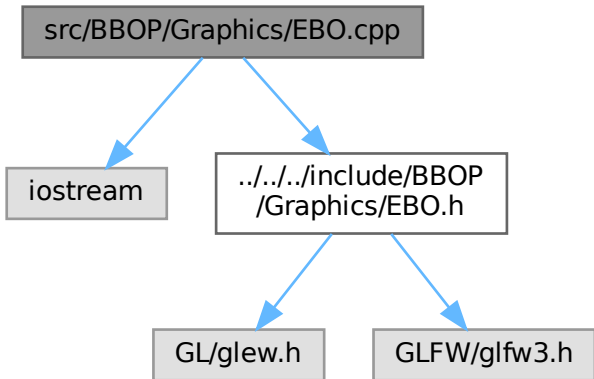 src/BBOP/Graphics/EBO.cpp
iostream
../../../include/BBOP
/Graphics/EBO.h
GL/glew.h
GLFW/glfw3.h